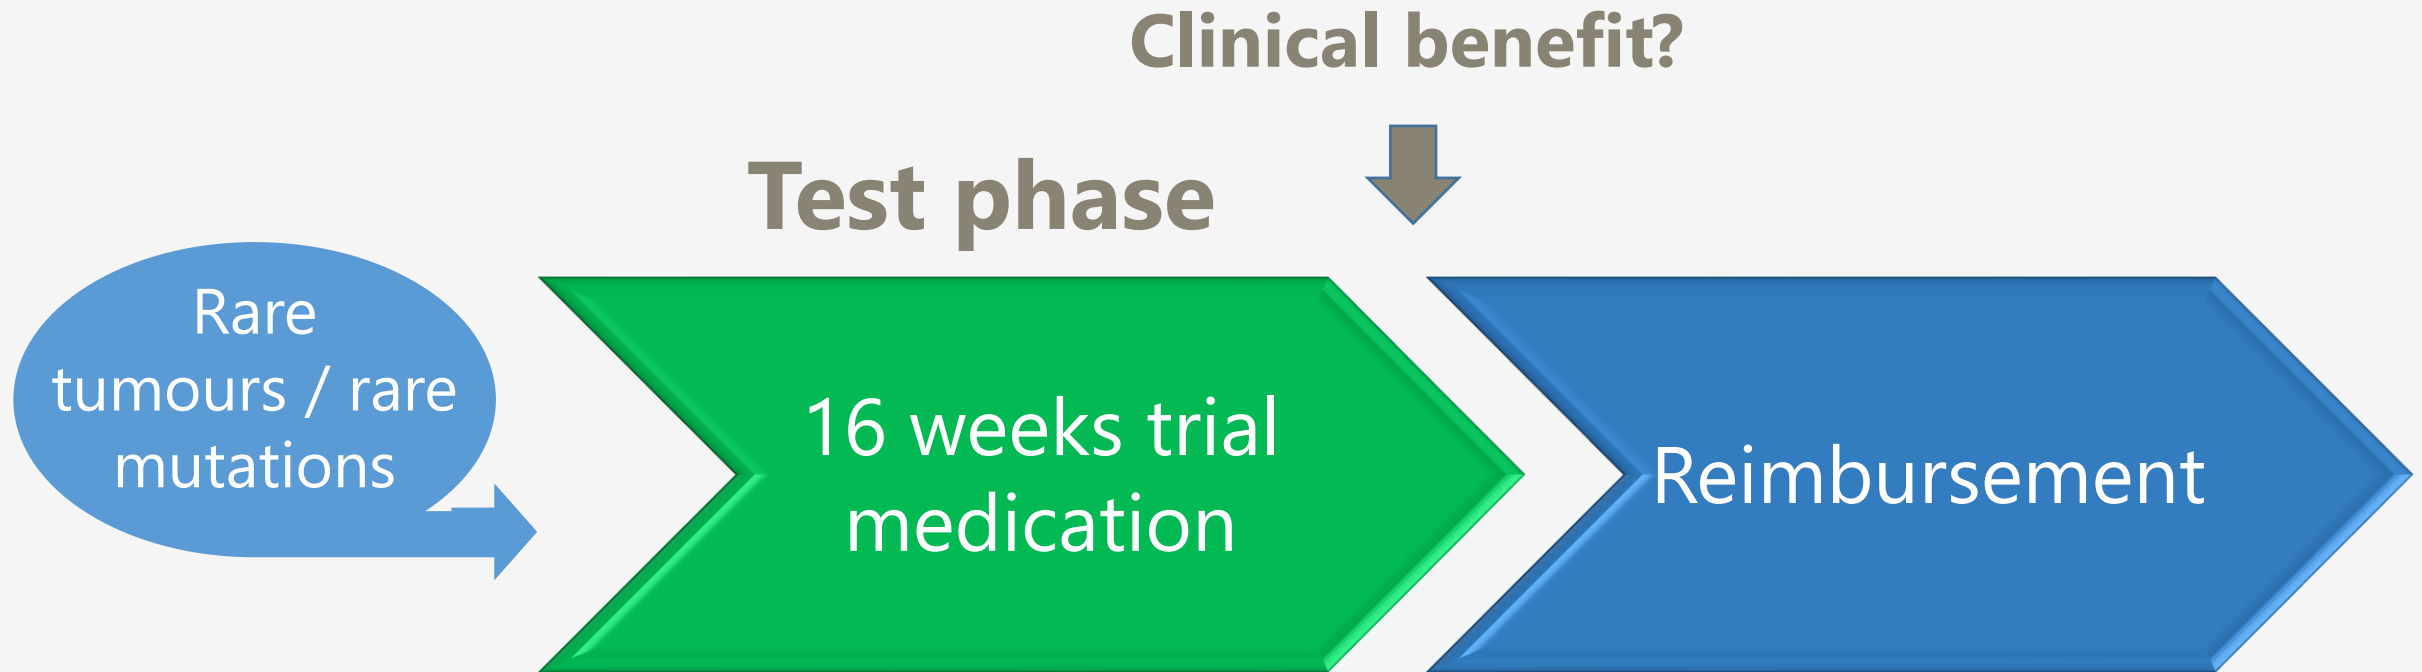 Clinical benefit?
Test phase
Rare
tumours / rare
mutations
16 weeks trial
medication
Reimbursement